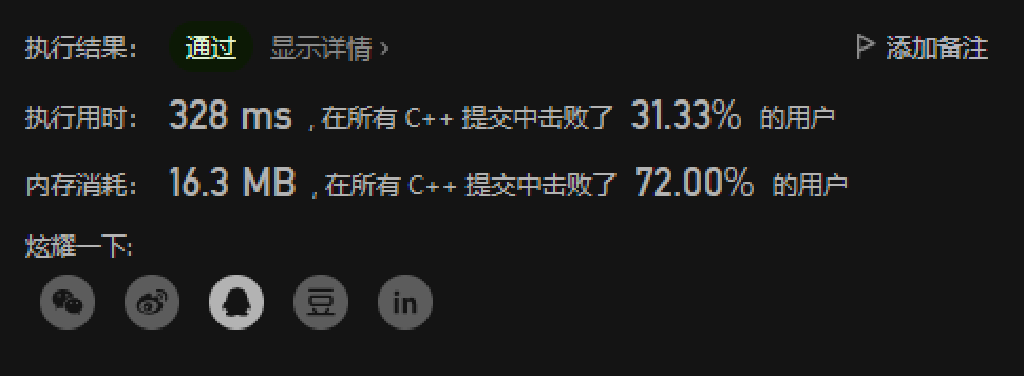 执行结果： 通过 显示详情 › 添加备注
执行用时： 328 ms , 在所有 C++ 提交中击败了 31.33% 的用户
内存消耗： 16.3 MB , 在所有 C++ 提交中击败了 72.00% 的用户
炫耀一下:
豆 in